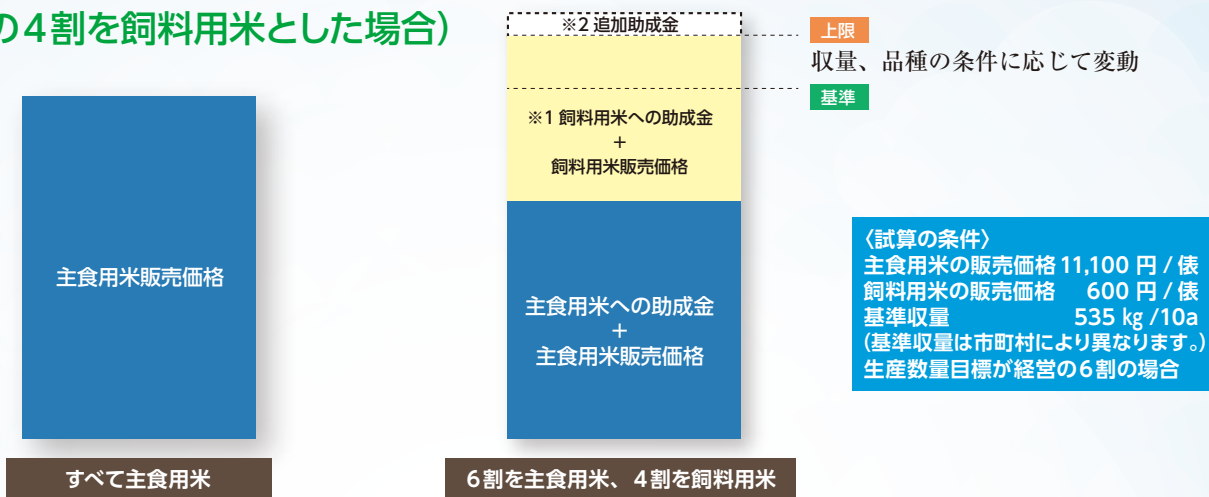 の4割を飼料用米とした場合）
※2 追加助成金
上限
収量、品種の条件に応じて変動
基準
※1 飼料用米への助成金
+
飼料用米販売価格
主食用米販売価格
主食用米への助成金
+
主食用米販売価格
〈試算の条件〉
主食用米の販売価格 11,100 円 / 俵
飼料用米の販売価格 600 円 / 俵
基準収量 535 ㎏ /10a
(基準収量は市町村により異なります。)
生産数量目標が経営の6割の場合
すべて主食用米
6割を主食用米、4割を飼料用米